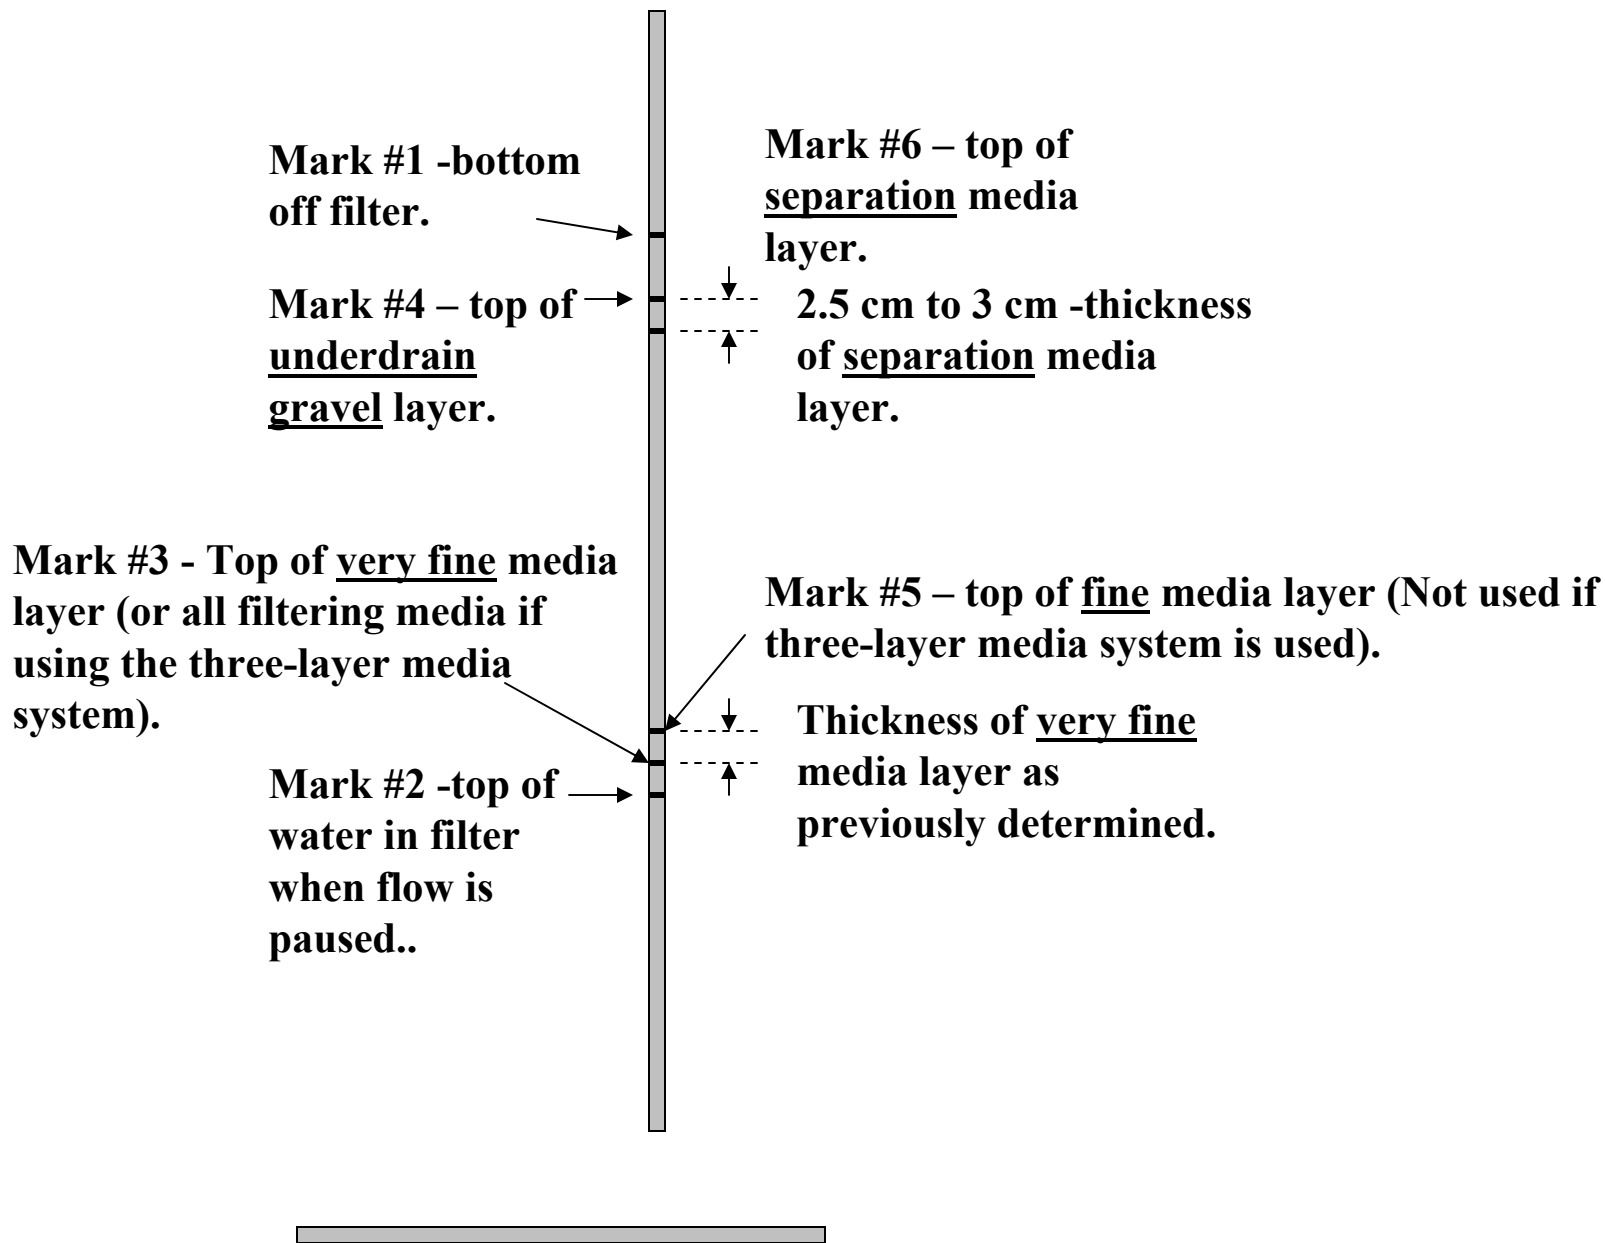 Mark #1 -bottom
off filter.
Mark #6 – top of
separation media
layer.
Mark #4 – top of
underdrain
gravel layer.
2.5 cm to 3 cm -thickness
of separation media
layer.
Mark #3 - Top of very fine media
layer (or all filtering media if
using the three-layer media
system).
Mark #5 – top of fine media layer (Not used if
three-layer media system is used).
Thickness of very fine
media layer as
previously determined.
Mark #2 -top of
water in filter
when flow is
paused..